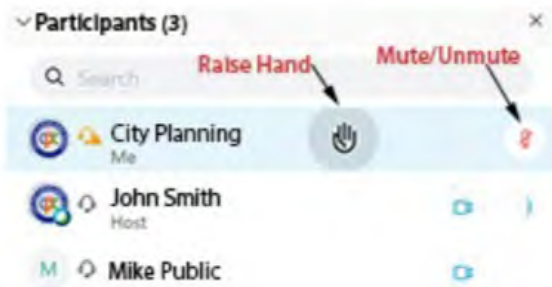 Participants (3)
Raise Hand
Mute/Unmute
Search
City Planning
Me
John Smith
Host
M Mike Public